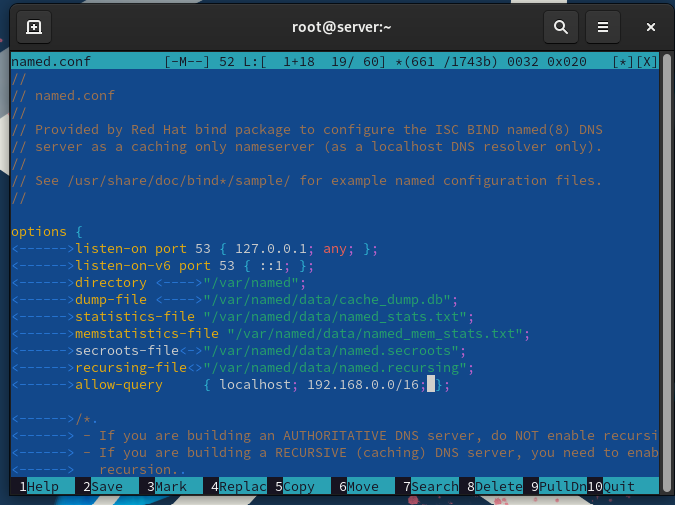 root@server:~
named.conf [-M--] 52 L:[ 1+18 19/ 60] *(661 /1743b) 0032 0x020 [*][X]
//
// named.conf
//
// Provided by Red Hat bind package to configure the ISC BIND named(8) DNS
// server as a caching only nameserver (as a localhost DNS resolver only).
//
// See /usr/share/doc/bind*/sample/ for example named configuration files.
//
options {
<------>listen-on port 53 { 127.0.0.1; any; };
<------>listen-on-v6 port 53 { ::1; };
<------>directory <---->"/var/named";
<------>dump-file <---->"/var/named/data/cache_dump.db";
<------>statistics-file "/var/named/data/named_stats.txt";
<------>memstatistics-file "/var/named/data/named_mem_stats.txt";
<------>secroots-file<->"/var/named/data/named.secroots";
<------>recursing-file<>"/var/named/data/named.recursing";
<------>allow-query     { localhost; 192.168.0.0/16; };
<------>/*.
<------> - If you are building an AUTHORITATIVE DNS server, do NOT enable recursi
<------> - If you are building a RECURSIVE (caching) DNS server, you need to enab
<------>   recursion..
1Help 2Save 3Mark 4Replac 5Copy 6Move 7Search 8Delete 9PullDn 10Quit